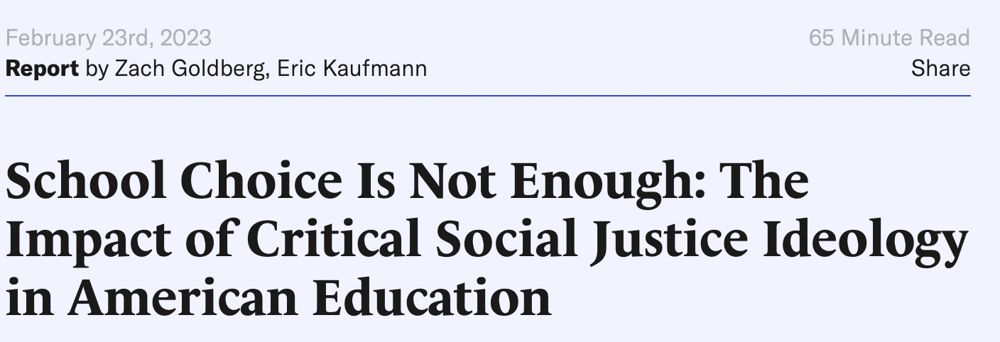 February 23rd, 2023
65 Minute Read
Report by Zach Goldberg, Eric Kaufmann
Share
School Choice Is Not Enough: The
Impact of Critical Social Justice Ideology
in American Education